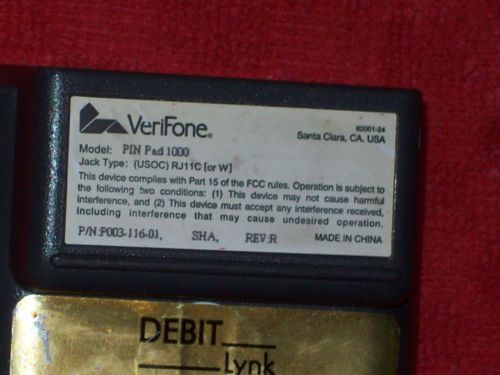 VeriFone®
62001-24
Santa Clara, CA. USA
Model: PIN Pad 1000
Jack Type: (USOC) RJ11C [or W]
This device complies with Part 15 of the FCC rules. Operation is subject to
the following two conditions: (1) This device may not cause harmful
Interference, and (2) This device must accept any interference received,
Including interference that may cause undesired operation.
P/N:P003-116-01, SHA, REV:R MADE IN CHINA
DEBIT
Lynk